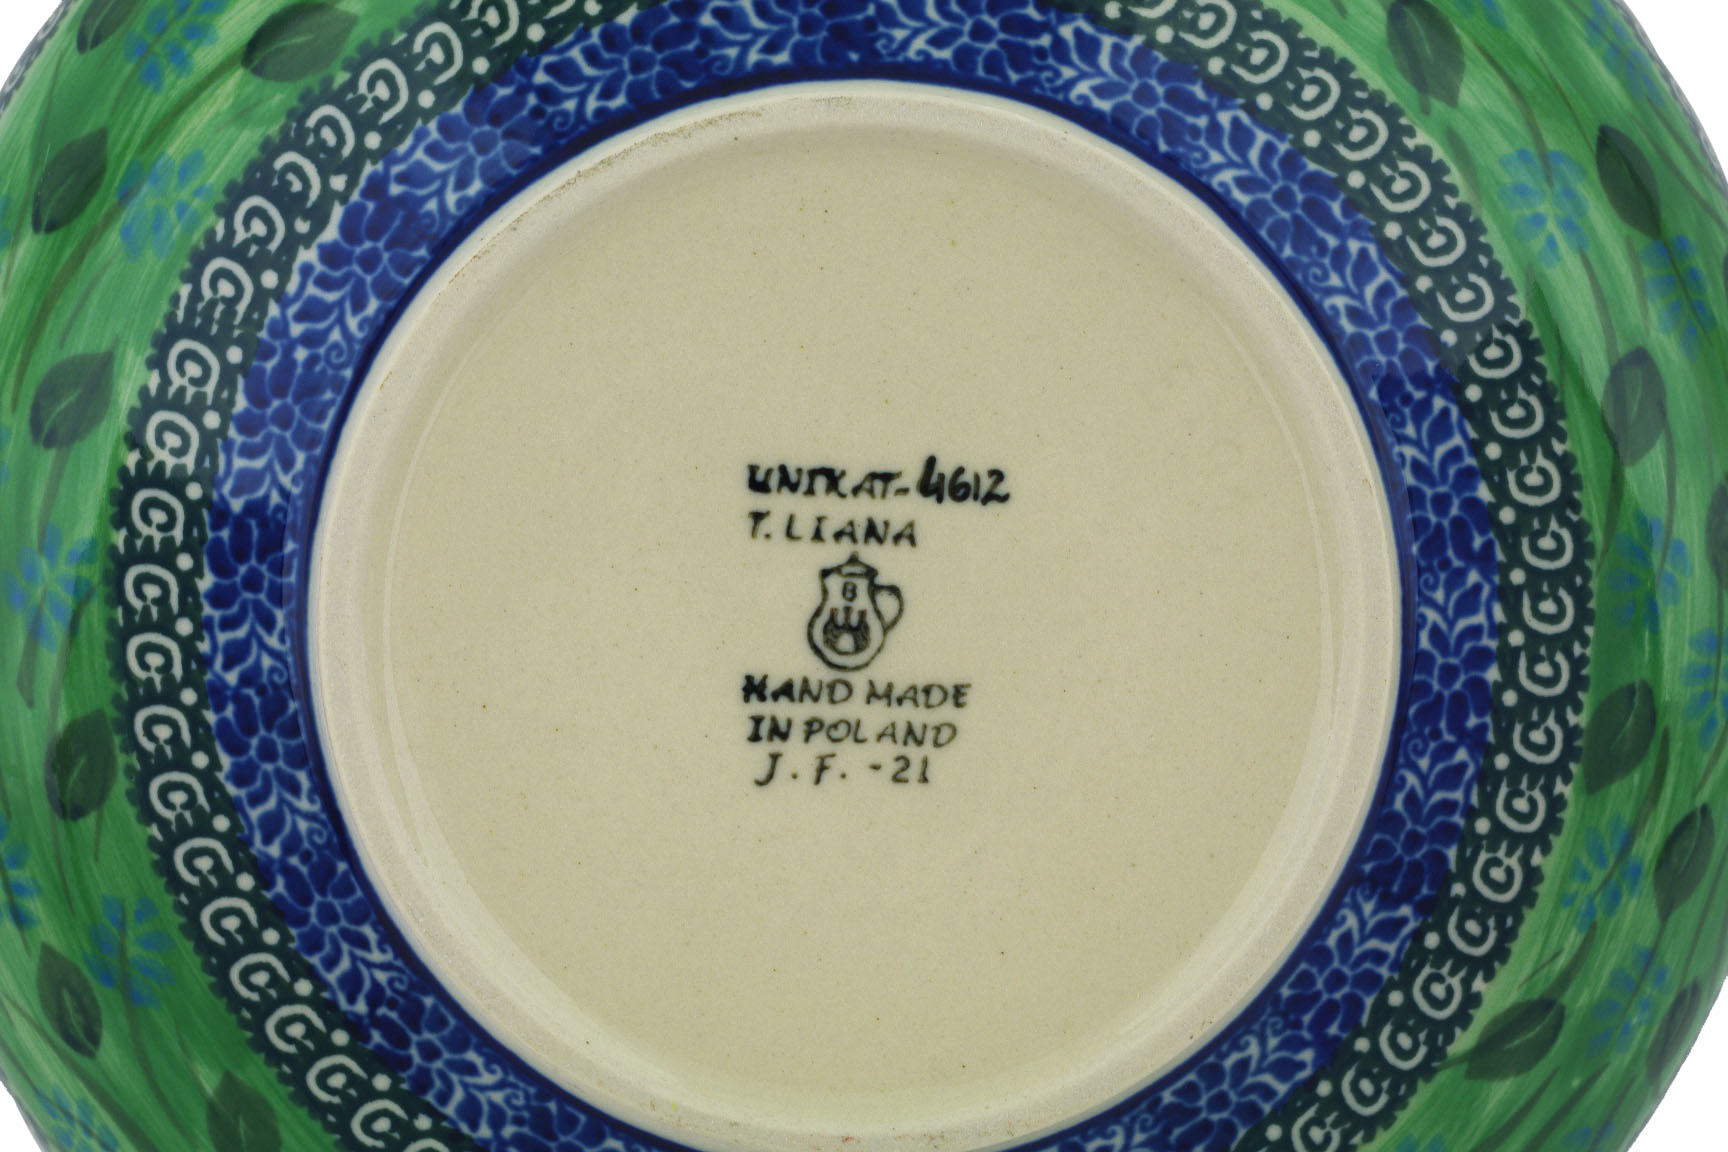 UNIKAT-4612
T. LIANA
B
HAND MADE
IN POLAND
J. F. -21